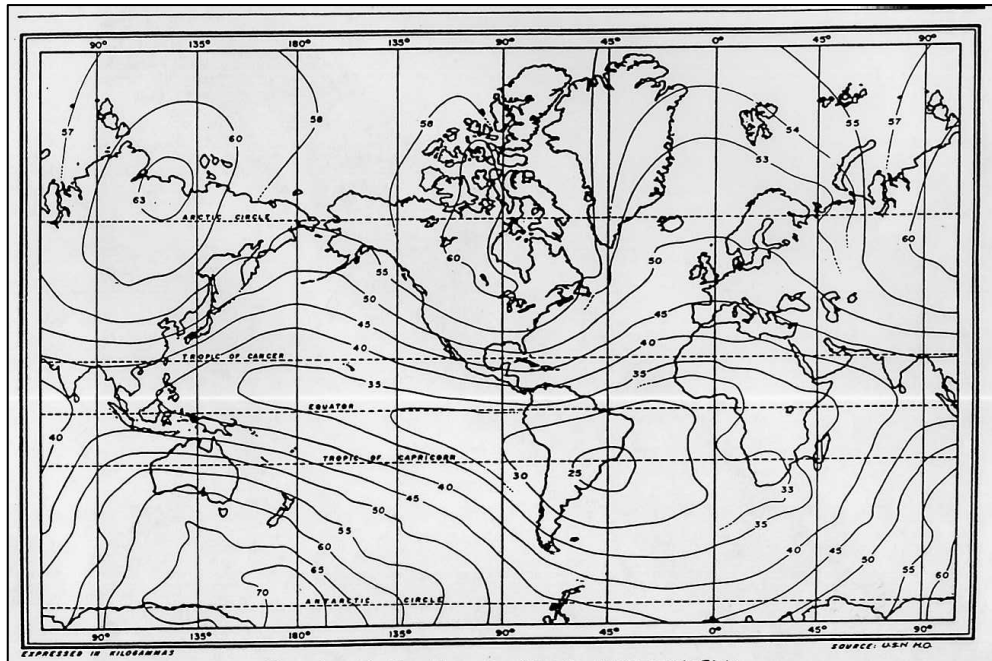 90° 135° 180° 135° 90° 45° 0° 45° 90°
57 60 58 58 54 55 57
53
63
ARCTIC CIRCLE
60 50 60
55
50
45 45
40 40
TROPIC OF CANCER
35 35
EQUATOR
40
TROPIC OF CAPRICORN
30 25
40 33
45
50 35
55 40 45
60 50
65 55
70 60
ANTARCTIC CIRCLE
90° 135° 180° 135° 90° 45° 0° 45° 90°
EXPRESSED IN KILOGAMMAS SOURCE: U.S.N H.O.